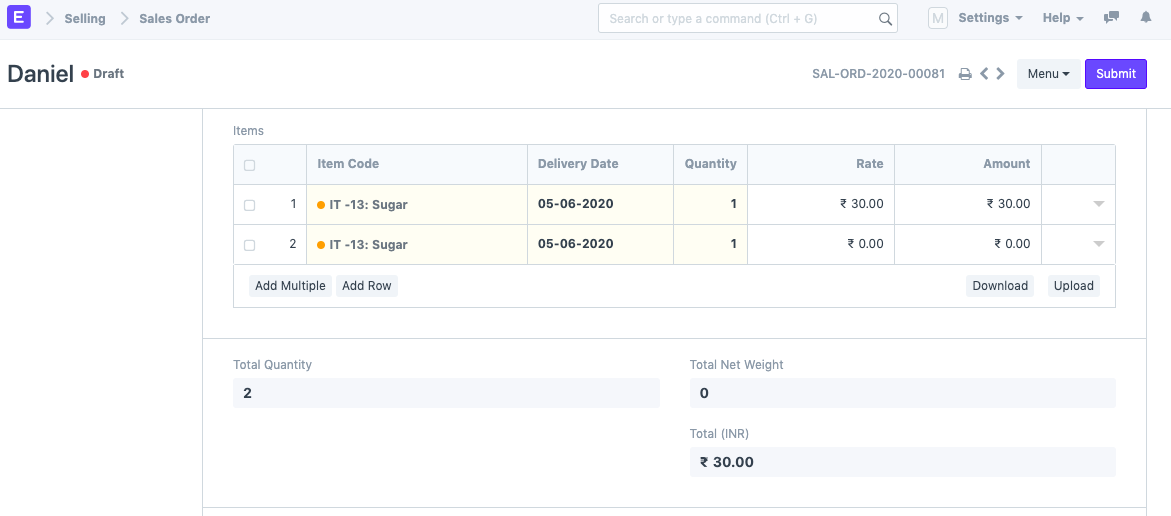 E Selling Sales Order Search or type a command (Ctrl + G) M Settings Help
Daniel Draft SAL-ORD-2020-00081 Menu Submit
Items
Item Code Delivery Date Quantity Rate Amount
1 IT -13: Sugar 05-06-2020 1 ₹ 30.00 ₹ 30.00
2 IT -13: Sugar 05-06-2020 1 ₹ 0.00 ₹ 0.00
Add Multiple Add Row Download Upload
Total Quantity Total Net Weight
2 0
Total (INR)
₹ 30.00